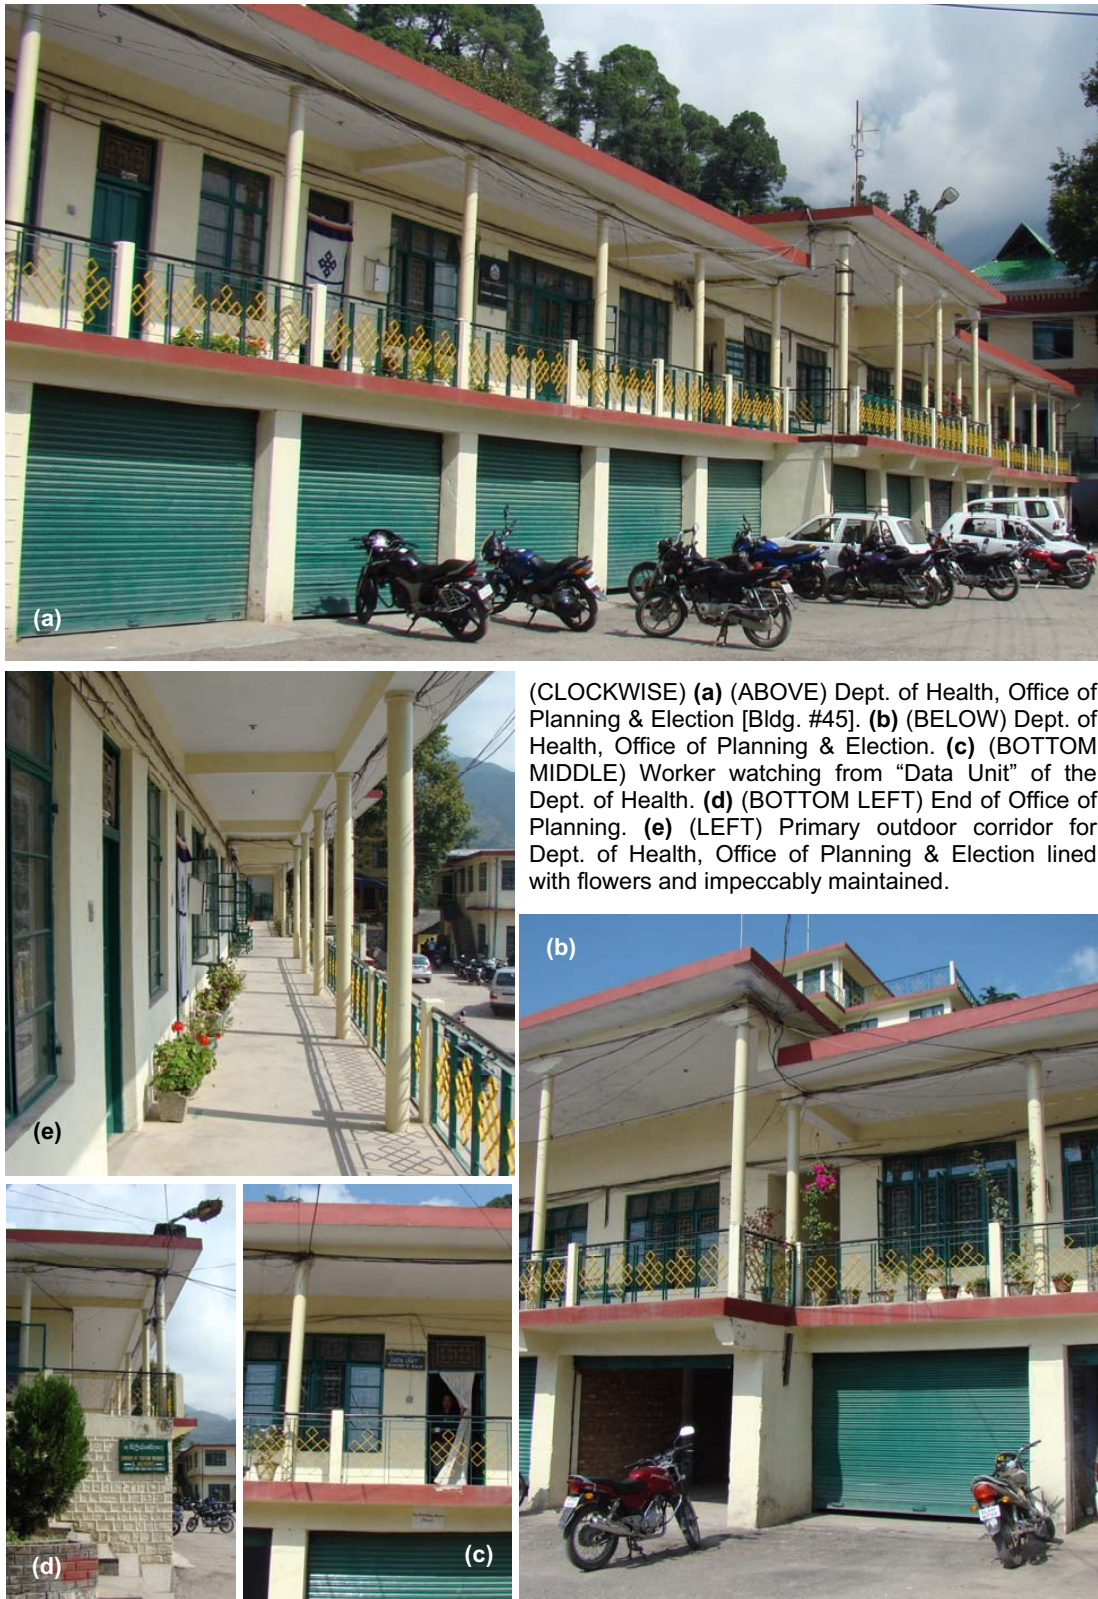 (a)
(CLOCKWISE) (a) (ABOVE) Dept. of Health, Office of
Planning & Election [Bldg. #45]. (b) (BELOW) Dept. of
Health, Office of Planning & Election. (c) (BOTTOM
MIDDLE) Worker watching from “Data Unit” of the
Dept. of Health. (d) (BOTTOM LEFT) End of Office of
Planning. (e) (LEFT) Primary outdoor corridor for
Dept. of Health, Office of Planning & Election lined
with flowers and impeccably maintained.
(e)
(b)
(d)
DATA UNIT
(c)